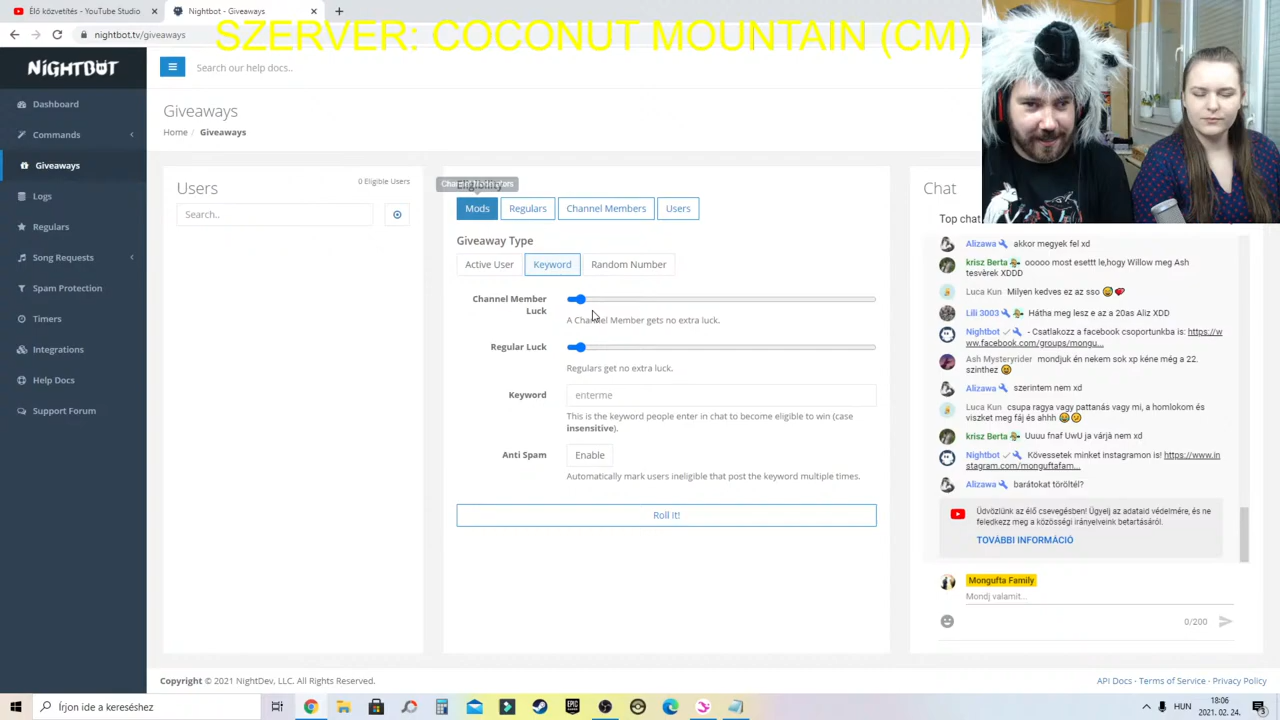 Élő közvetítés - YouTube Studio
Nightbot - Giveaways
nightbot.tv/giveaways
SZERVER: COCONUT MOUNTAIN (CM)
NiGHTBOT
Search our help docs..
Dashboard
Commands
Giveaways
Logs
Regulars
Song Requests
Spam Protection
Timers
Integrations
Help Docs
Support Forum
Giveaways
Home / Giveaways
Users
0 Eligible Users
Search..
Mods
Regulars
Channel Members
Users
Giveaway Type
Active User
Keyword
Random Number
Channel Member
Luck
A Channel Member gets no extra luck.
Regular Luck
Regulars get no extra luck.
Keyword
enterme
This is the keyword people enter in chat to become eligible to win (case
insensitive).
Anti Spam
Enable
Automatically mark users ineligible that post the keyword multiple times.
Roll It!
Chat
Top chat
Alizawa akkor megyek fel xd
krisz Berta ooooo most esettt le,hogy Willow meg Ash
tesvèrek XDDD
Luca Kun Milyen kedves ez az sso
Lili 3003 Hátha meg lesz e az a 20as Aliz XDD
Nightbot - Csatlakozz a facebook csoportunkba is: https://w
ww.facebook.com/groups/mongu...
Ash Mysteryrider mondjuk én nekem sok xp kéne még a 22,
szinthez
Alizawa szerintem nem xd
Luca Kun csupa ragya vagy pattanás vagy mi, a homlokom és
viszket meg fáj és ahhh
krisz Berta Uuuu fnaf UwU ja várjà nem xd
Nightbot Kövessetek minket instagramon is! https://www.in
stagram.com/monguftafam...
Alizawa barátokat töröltél?
Üdvözlünk az élő csevegésben! Ügyelj az adataid védelmére, és ne
feledkezz meg a közösségi irányelveink betartásáról.
TOVÁBBI INFORMÁCIÓ
Mongufta Family
Mondj valamit...
0/200
Copyright © 2021 NightDev, LLC. All Rights Reserved.
API Docs - Terms of Service - Privacy Policy
Írjon ide a kereséshez
EPIC
HUN
18:06
2021. 02. 24.
3